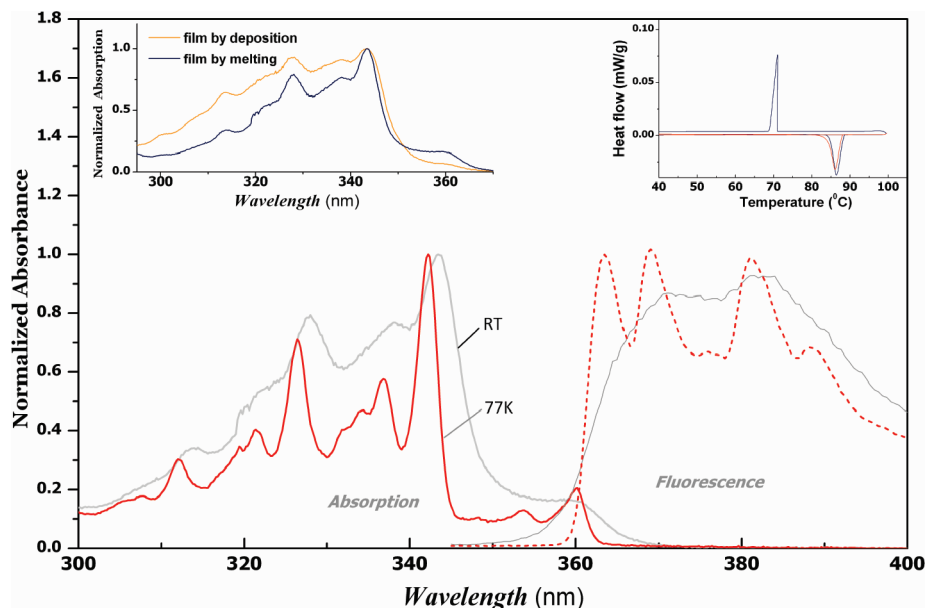 film by deposition
film by melting
Normalized Absorption
1.0
0.5
0.0
300 320 340 360
Wavelength (nm)
Heat flow (mW/g)
0.10
0.05
0.00
40 50 60 70 80 90 100
Temperature (⁰C)
Normalized Absorbance
1.8
1.6
1.4
1.2
1.0
0.8
0.6
0.4
0.2
0.0
RT
77K
Absorption
Fluorescence
300 320 340 360 380 400
Wavelength (nm)